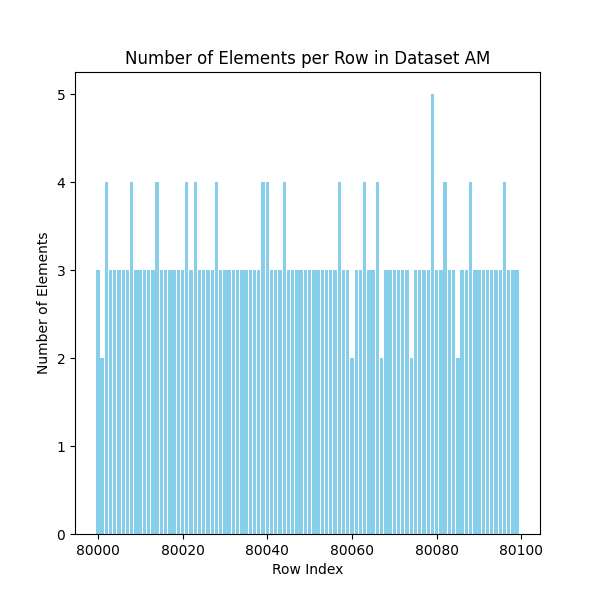 Number of Elements per Row in Dataset AM
Number of Elements
5
4
3
2
1
0
80000 80020 80040 80060 80080 80100
Row Index